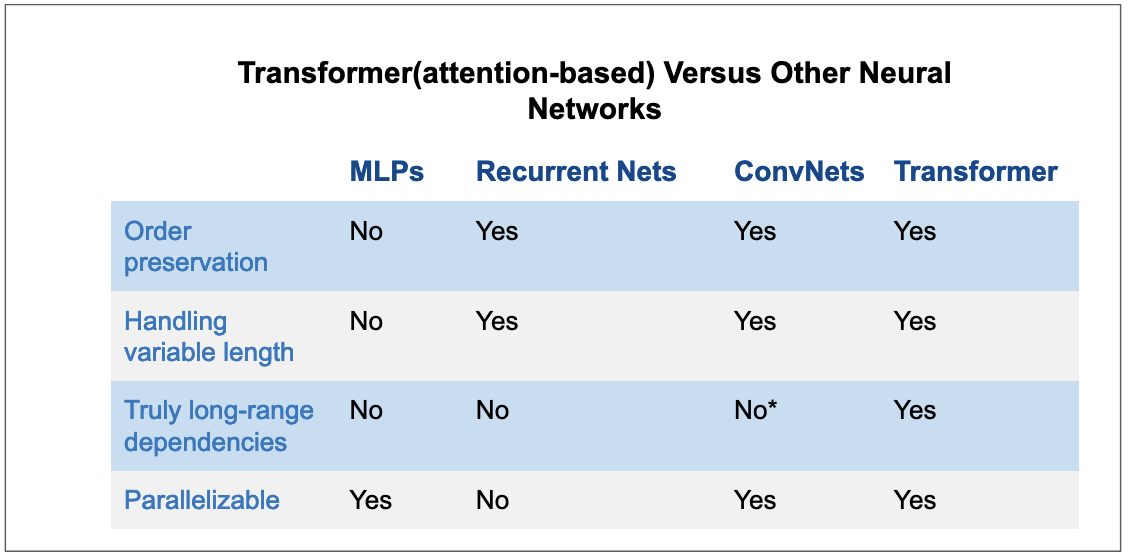 Transformer(attention-based) Versus Other Neural
Networks
MLPs Recurrent Nets ConvNets Transformer
Order No Yes Yes Yes
preservation
Handling No Yes Yes Yes
variable length
Truly long-range No No No* Yes
dependencies
Parallelizable Yes No Yes Yes